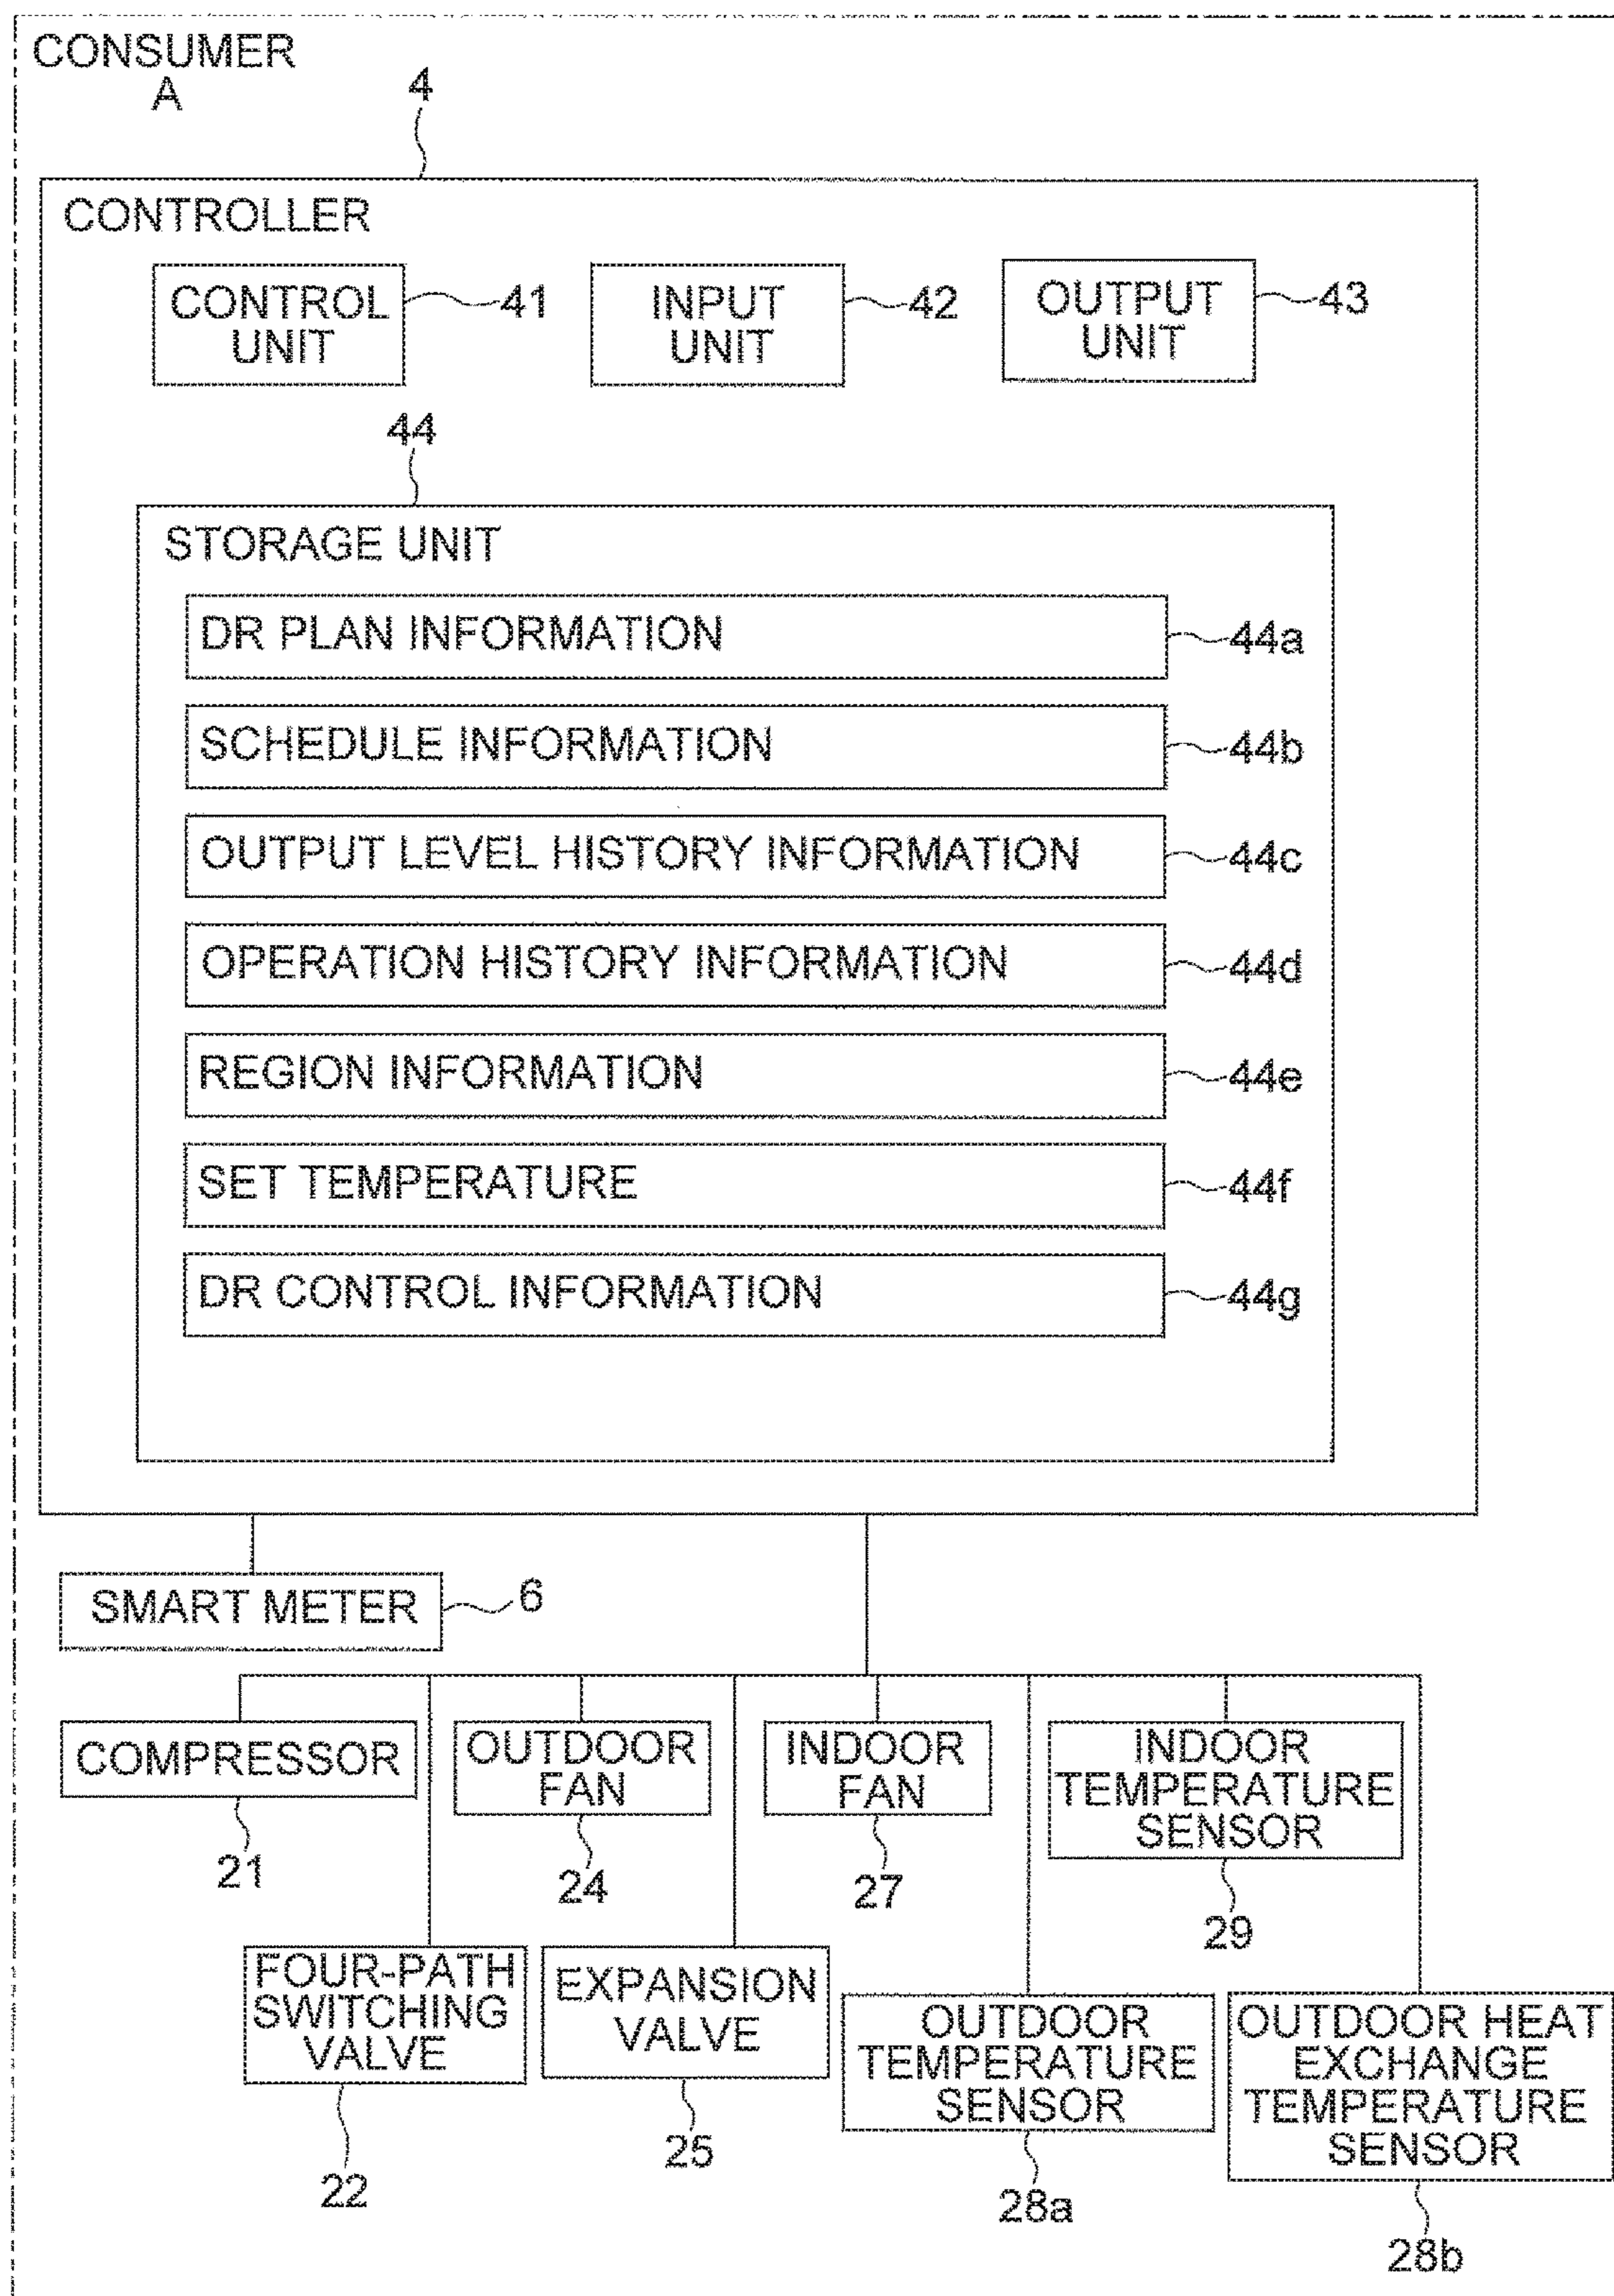 CONSUMER
A
4
CONTROLLER
CONTROL
UNIT
41
INPUT
UNIT
42
OUTPUT
UNIT
43
44
STORAGE UNIT
DR PLAN INFORMATION
44a
SCHEDULE INFORMATION
44b
OUTPUT LEVEL HISTORY INFORMATION
44c
OPERATION HISTORY INFORMATION
44d
REGION INFORMATION
44e
SET TEMPERATURE
44f
DR CONTROL INFORMATION
44g
SMART METER
6
COMPRESSOR
21
OUTDOOR
FAN
24
INDOOR
FAN
27
INDOOR
TEMPERATURE
SENSOR
29
FOUR-PATH
SWITCHING
VALVE
22
EXPANSION
VALVE
25
OUTDOOR
TEMPERATURE
SENSOR
28a
OUTDOOR HEAT
EXCHANGE
TEMPERATURE
SENSOR
28b